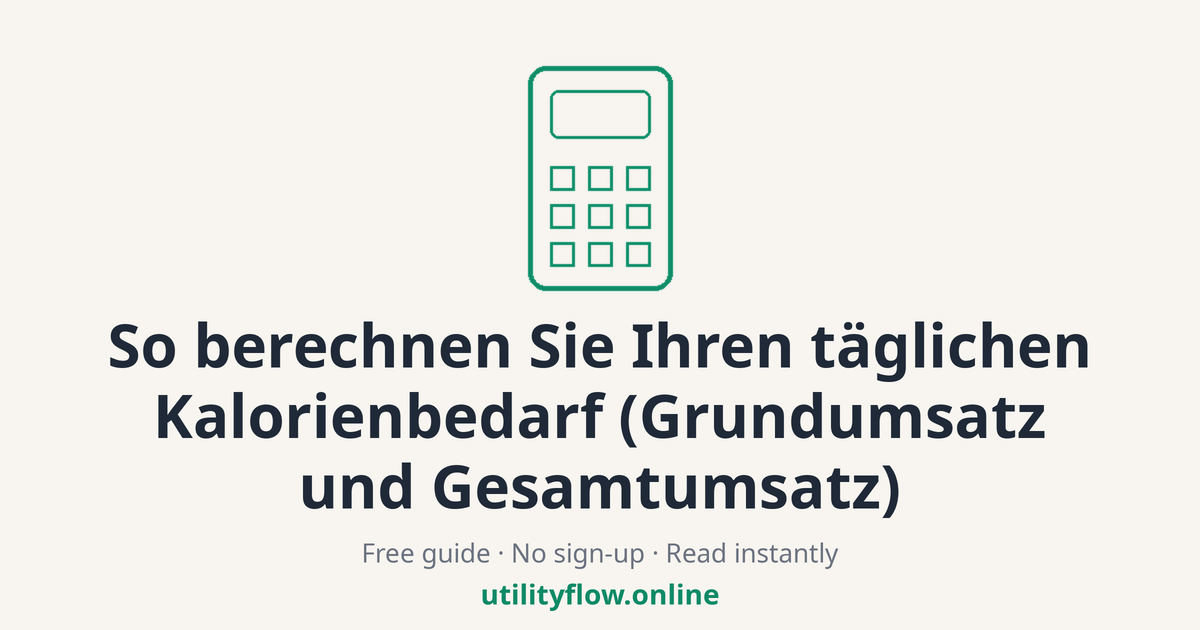 So berechnen Sie Ihren täglichen
Kalorienbedarf (Grundumsatz
und Gesamtumsatz)
Free guide · No sign-up · Read instantly
utilityflow.online